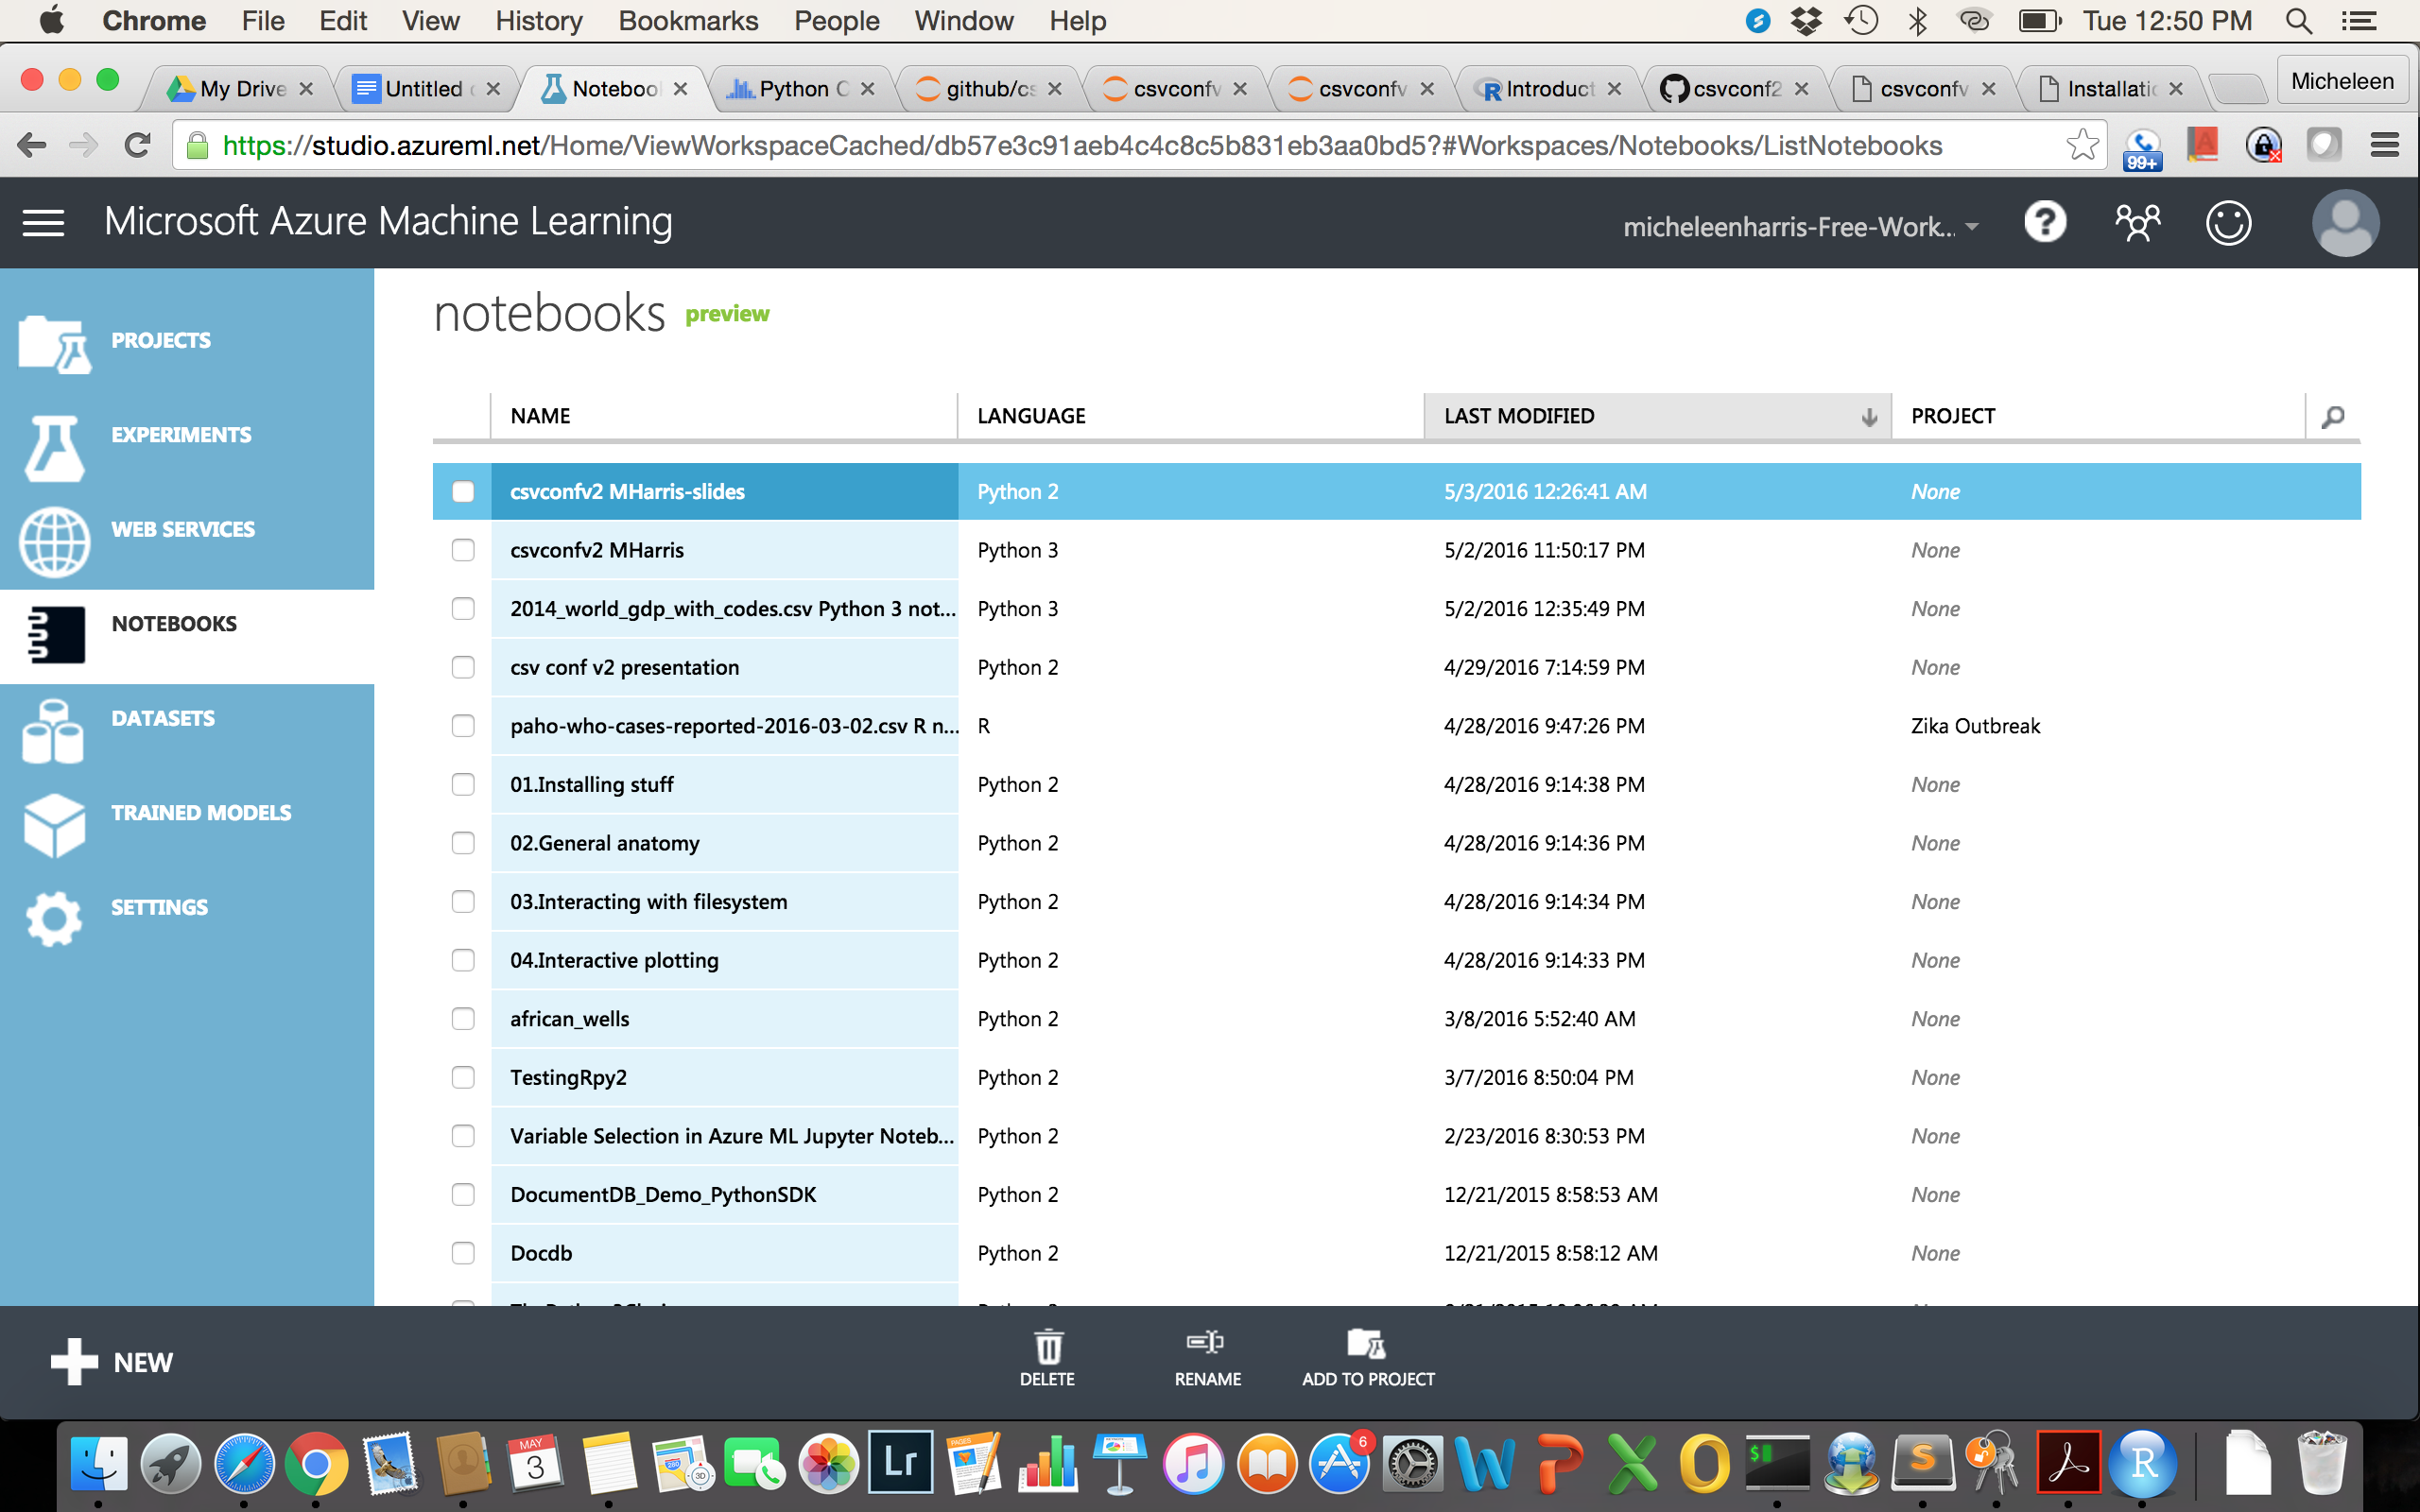 Chrome File Edit View History Bookmarks People Window Help Tue 12:50 PM
My Drive Untitled Noteboo Python github/cs csvconfv csvconfv Introduct csvconf2 csvconfv Installati Micheleen
https://studio.azureml.net/Home/ViewWorkspaceCached/db57e3c91aeb4c4c8c5b831eb3aa0bd5?#Workspaces/Notebooks/ListNotebooks 99+
Microsoft Azure Machine Learning micheleenharris-Free-Work...
PROJECTS
EXPERIMENTS
WEB SERVICES
NOTEBOOKS
DATASETS
TRAINED MODELS
SETTINGS
notebooks preview
NAME LANGUAGE LAST MODIFIED PROJECT
csvconfv2 MHarris-slides Python 2 5/3/2016 12:26:41 AM None
csvconfv2 MHarris Python 3 5/2/2016 11:50:17 PM None
2014_world_gdp_with_codes.csv Python 3 not... Python 3 5/2/2016 12:35:49 PM None
csv conf v2 presentation Python 2 4/29/2016 7:14:59 PM None
paho-who-cases-reported-2016-03-02.csv R n... R 4/28/2016 9:47:26 PM Zika Outbreak
01.Installing stuff Python 2 4/28/2016 9:14:38 PM None
02.General anatomy Python 2 4/28/2016 9:14:36 PM None
03.Interacting with filesystem Python 2 4/28/2016 9:14:34 PM None
04.Interactive plotting Python 2 4/28/2016 9:14:33 PM None
african_wells Python 2 3/8/2016 5:52:40 AM None
TestingRpy2 Python 2 3/7/2016 8:50:04 PM None
Variable Selection in Azure ML Jupyter Noteb... Python 2 2/23/2016 8:30:53 PM None
DocumentDB_Demo_PythonSDK Python 2 12/21/2015 8:58:53 AM None
Docdb Python 2 12/21/2015 8:58:12 AM None
NEW DELETE RENAME ADD TO PROJECT
MAY
3
Lr
PAGES
280
3D
6
W P X O
$
S
R